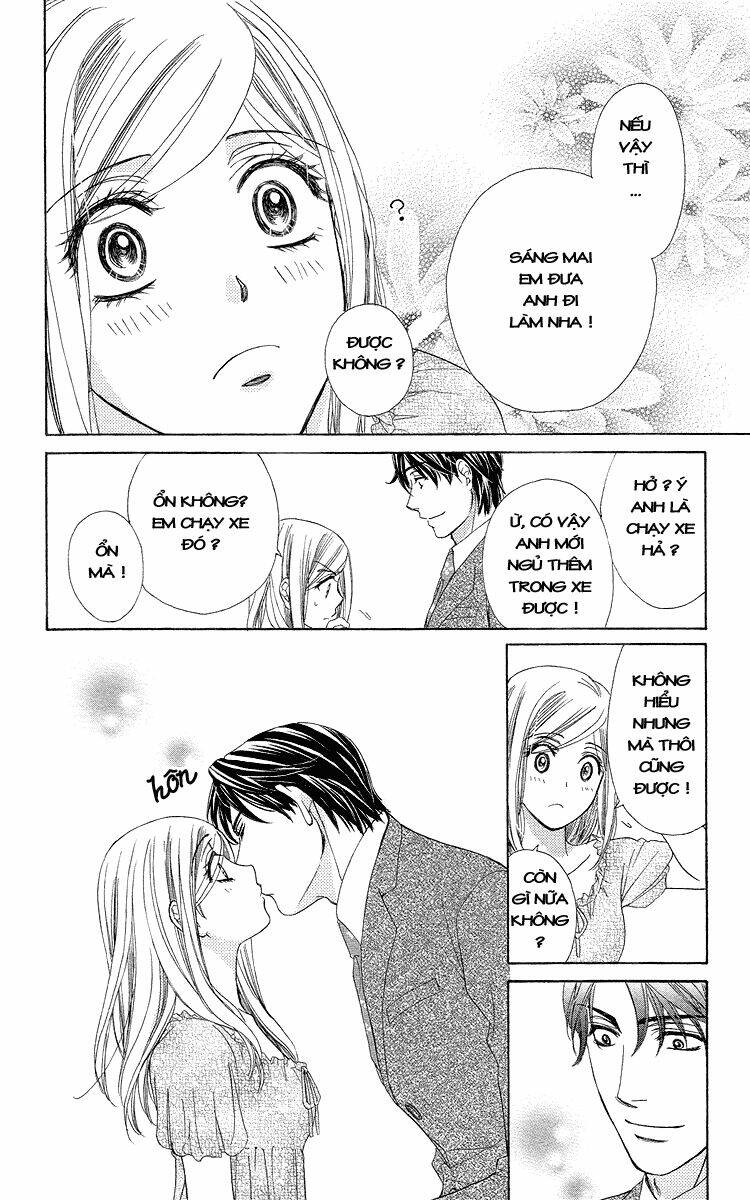 NẾU
VẬY
THÌ
...
SÁNG MAI
EM ĐƯA
ANH ĐI
LÀM NHA !
?
ĐƯỢC
KHÔNG ?
HỞ ? Ý
ANH LÀ
CHẠY XE
HẢ ?
Ừ, CÓ VẬY
ANH MỚI
NGỦ THÊM
TRONG XE
ĐƯỢC !
ỔN KHÔNG?
EM CHẠY XE
ĐÓ ?
ỔN
MÀ !
KHÔNG
HIỂU
NHƯNG
MÀ THÔI
CŨNG
ĐƯỢC !
CÒN
GÌ NỮA
KHÔNG
?
hôn